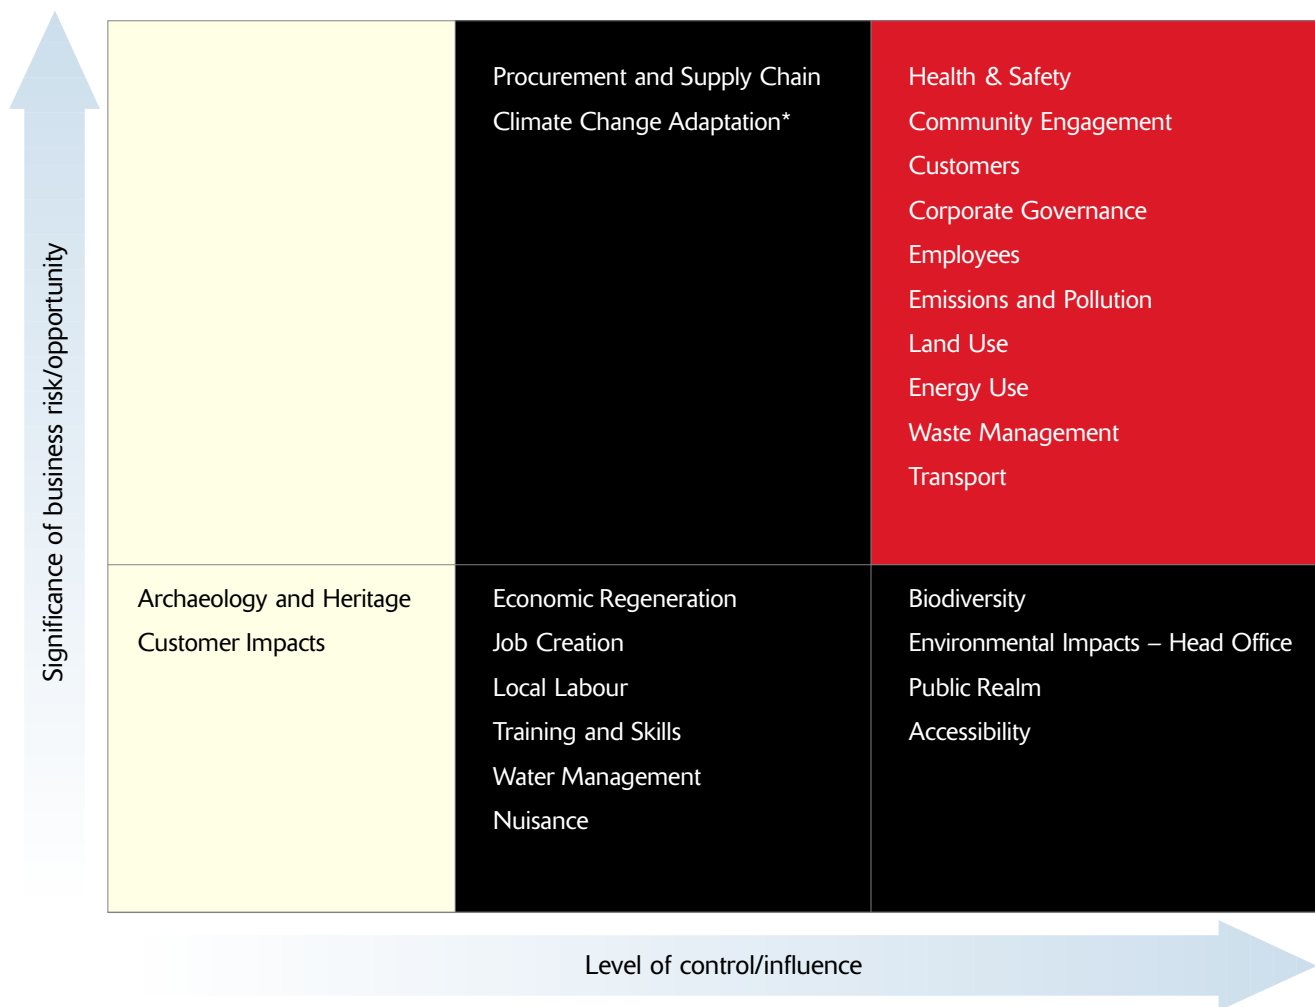 Significance of business risk/opportunity
Procurement and Supply Chain
Climate Change Adaptation*
Health & Safety
Community Engagement
Customers
Corporate Governance
Employees
Emissions and Pollution
Land Use
Energy Use
Waste Management
Transport
Archaeology and Heritage
Customer Impacts
Economic Regeneration
Job Creation
Local Labour
Training and Skills
Water Management
Nuisance
Biodiversity
Environmental Impacts – Head Office
Public Realm
Accessibility
Level of control/influence